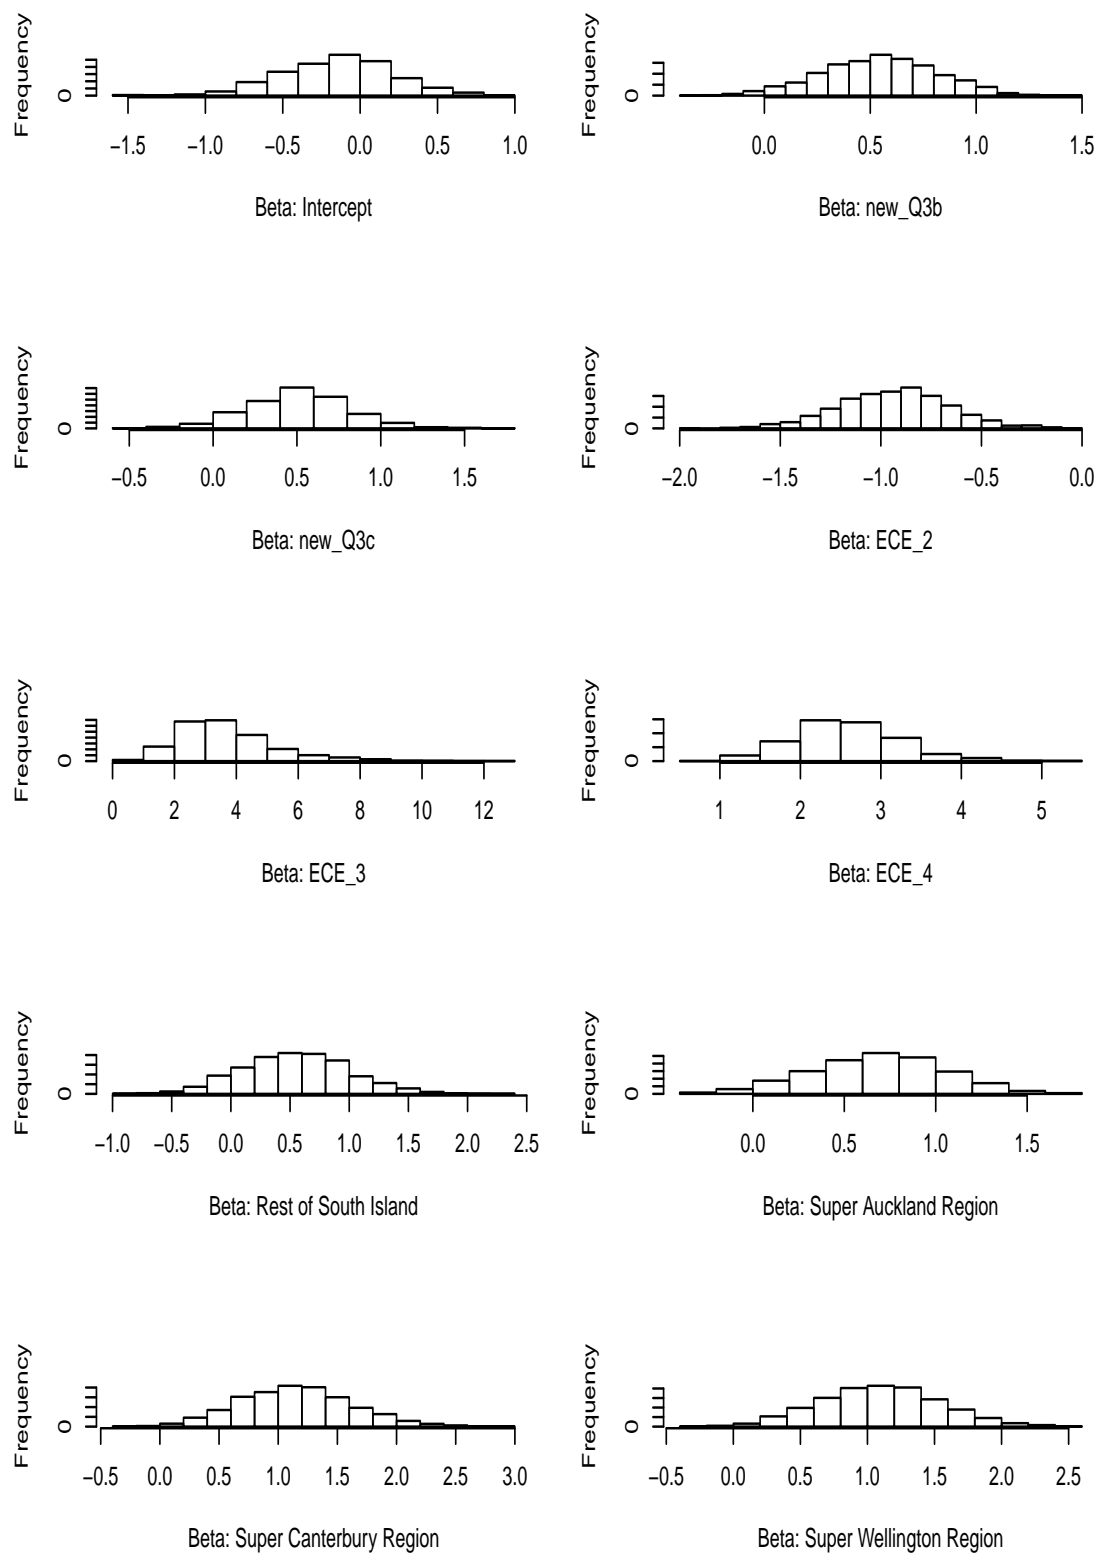 Frequency
0
−1.5 −1.0 −0.5 0.0 0.5 1.0
Beta: Intercept
Frequency
0
0.0 0.5 1.0 1.5
Beta: new_Q3b
Frequency
0
−0.5 0.0 0.5 1.0 1.5
Beta: new_Q3c
Frequency
0
−2.0 −1.5 −1.0 −0.5 0.0
Beta: ECE_2
Frequency
0
0 2 4 6 8 10 12
Beta: ECE_3
Frequency
0
1 2 3 4 5
Beta: ECE_4
Frequency
0
−1.0 −0.5 0.0 0.5 1.0 1.5 2.0 2.5
Beta: Rest of South Island
Frequency
0
0.0 0.5 1.0 1.5
Beta: Super Auckland Region
Frequency
0
−0.5 0.0 0.5 1.0 1.5 2.0 2.5 3.0
Beta: Super Canterbury Region
Frequency
0
−0.5 0.0 0.5 1.0 1.5 2.0 2.5
Beta: Super Wellington Region